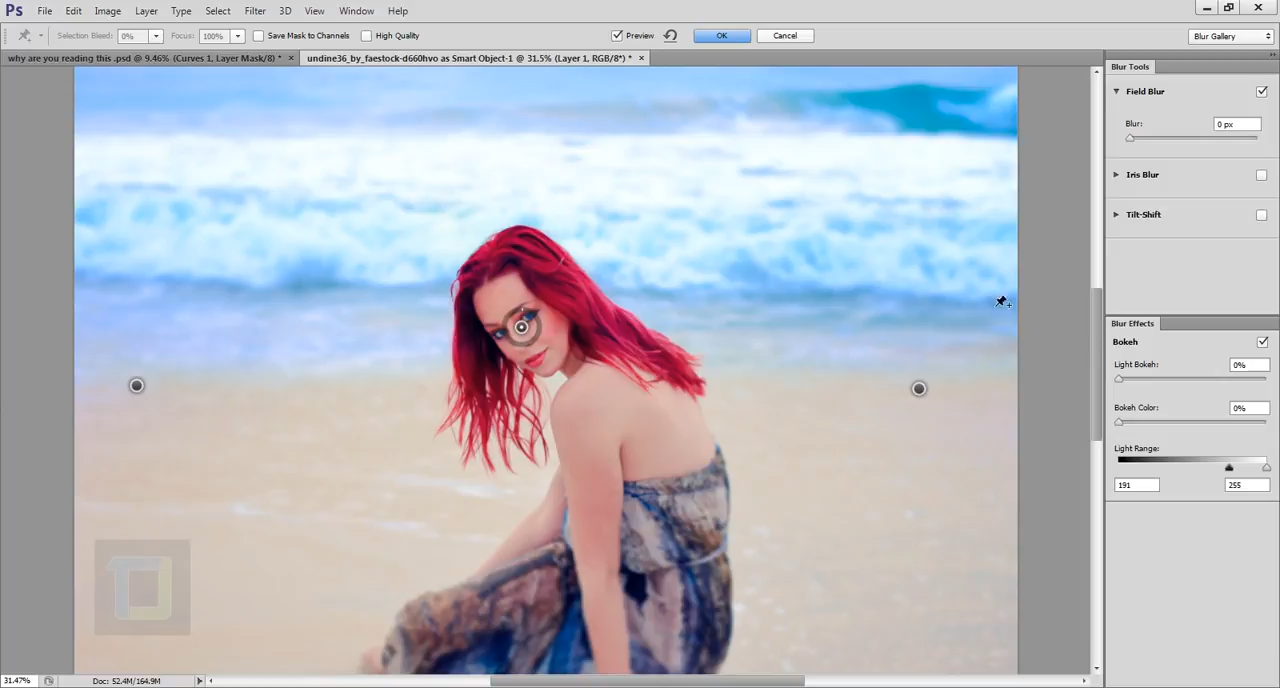 Ps File Edit Image Layer Type Select Filter 3D View Window Help
Selection Bleed: 0% Focus: 100% Save Mask to Channels High Quality Preview OK Cancel Blur Gallery
why are you reading this .psd @ 9.46% (Curves 1, Layer Mask/8) * × undine36_by_faestock-d660hvo as Smart Object-1 @ 31.5% (Layer 1, RGB/8*) * ×
Blur Tools
Field Blur
Blur: 0 px
Iris Blur
Tilt-Shift
Blur Effects
Bokeh
Light Bokeh: 0%
Bokeh Color: 0%
Light Range:
191 255
31.47% Doc: 52.4M/164.9M